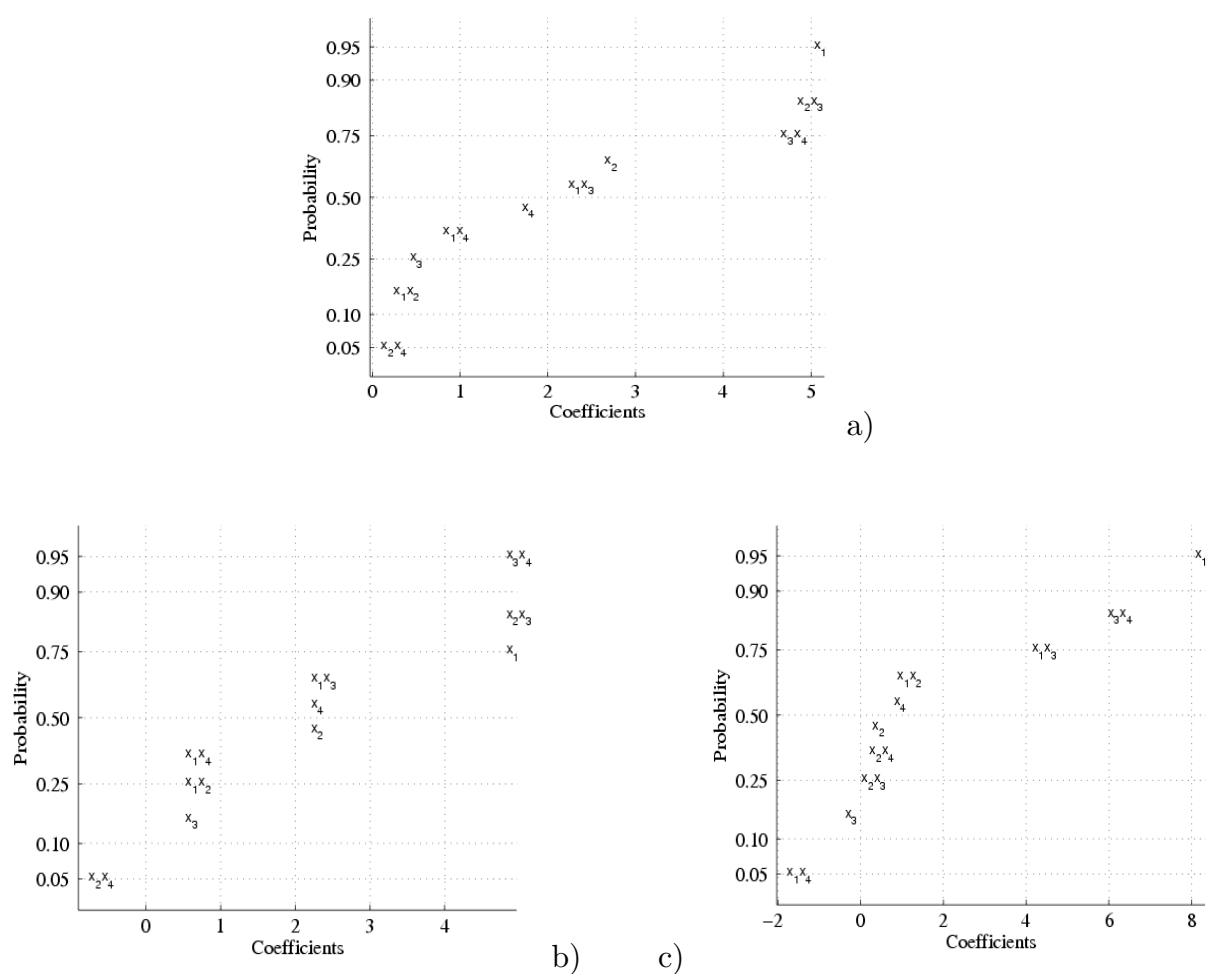 0.95
x₁
0.90
x₂x₃
0.75
x₃x₄
x₂
x₁x₃
0.50
x₄
x₁x₄
0.25
x₃
x₁x₂
0.10
0.05
x₂x₄
Probability
0 1 2 3 4 5
Coefficients
a)
0.95
x₃x₄
0.90
x₂x₃
0.75
x₁
x₁x₃
x₄
0.50
x₂
x₁x₄
0.25
x₁x₂
x₃
0.10
0.05
x₂x₄
Probability
0 1 2 3 4
Coefficients
b)
0.95
x₁
0.90
x₃x₄
0.75
x₁x₃
x₁x₂
x₄
0.50
x₂
x₂x₄
0.25
x₂x₃
x₃
0.10
0.05
x₁x₄
Probability
−2 0 2 4 6 8
Coefficients
c)